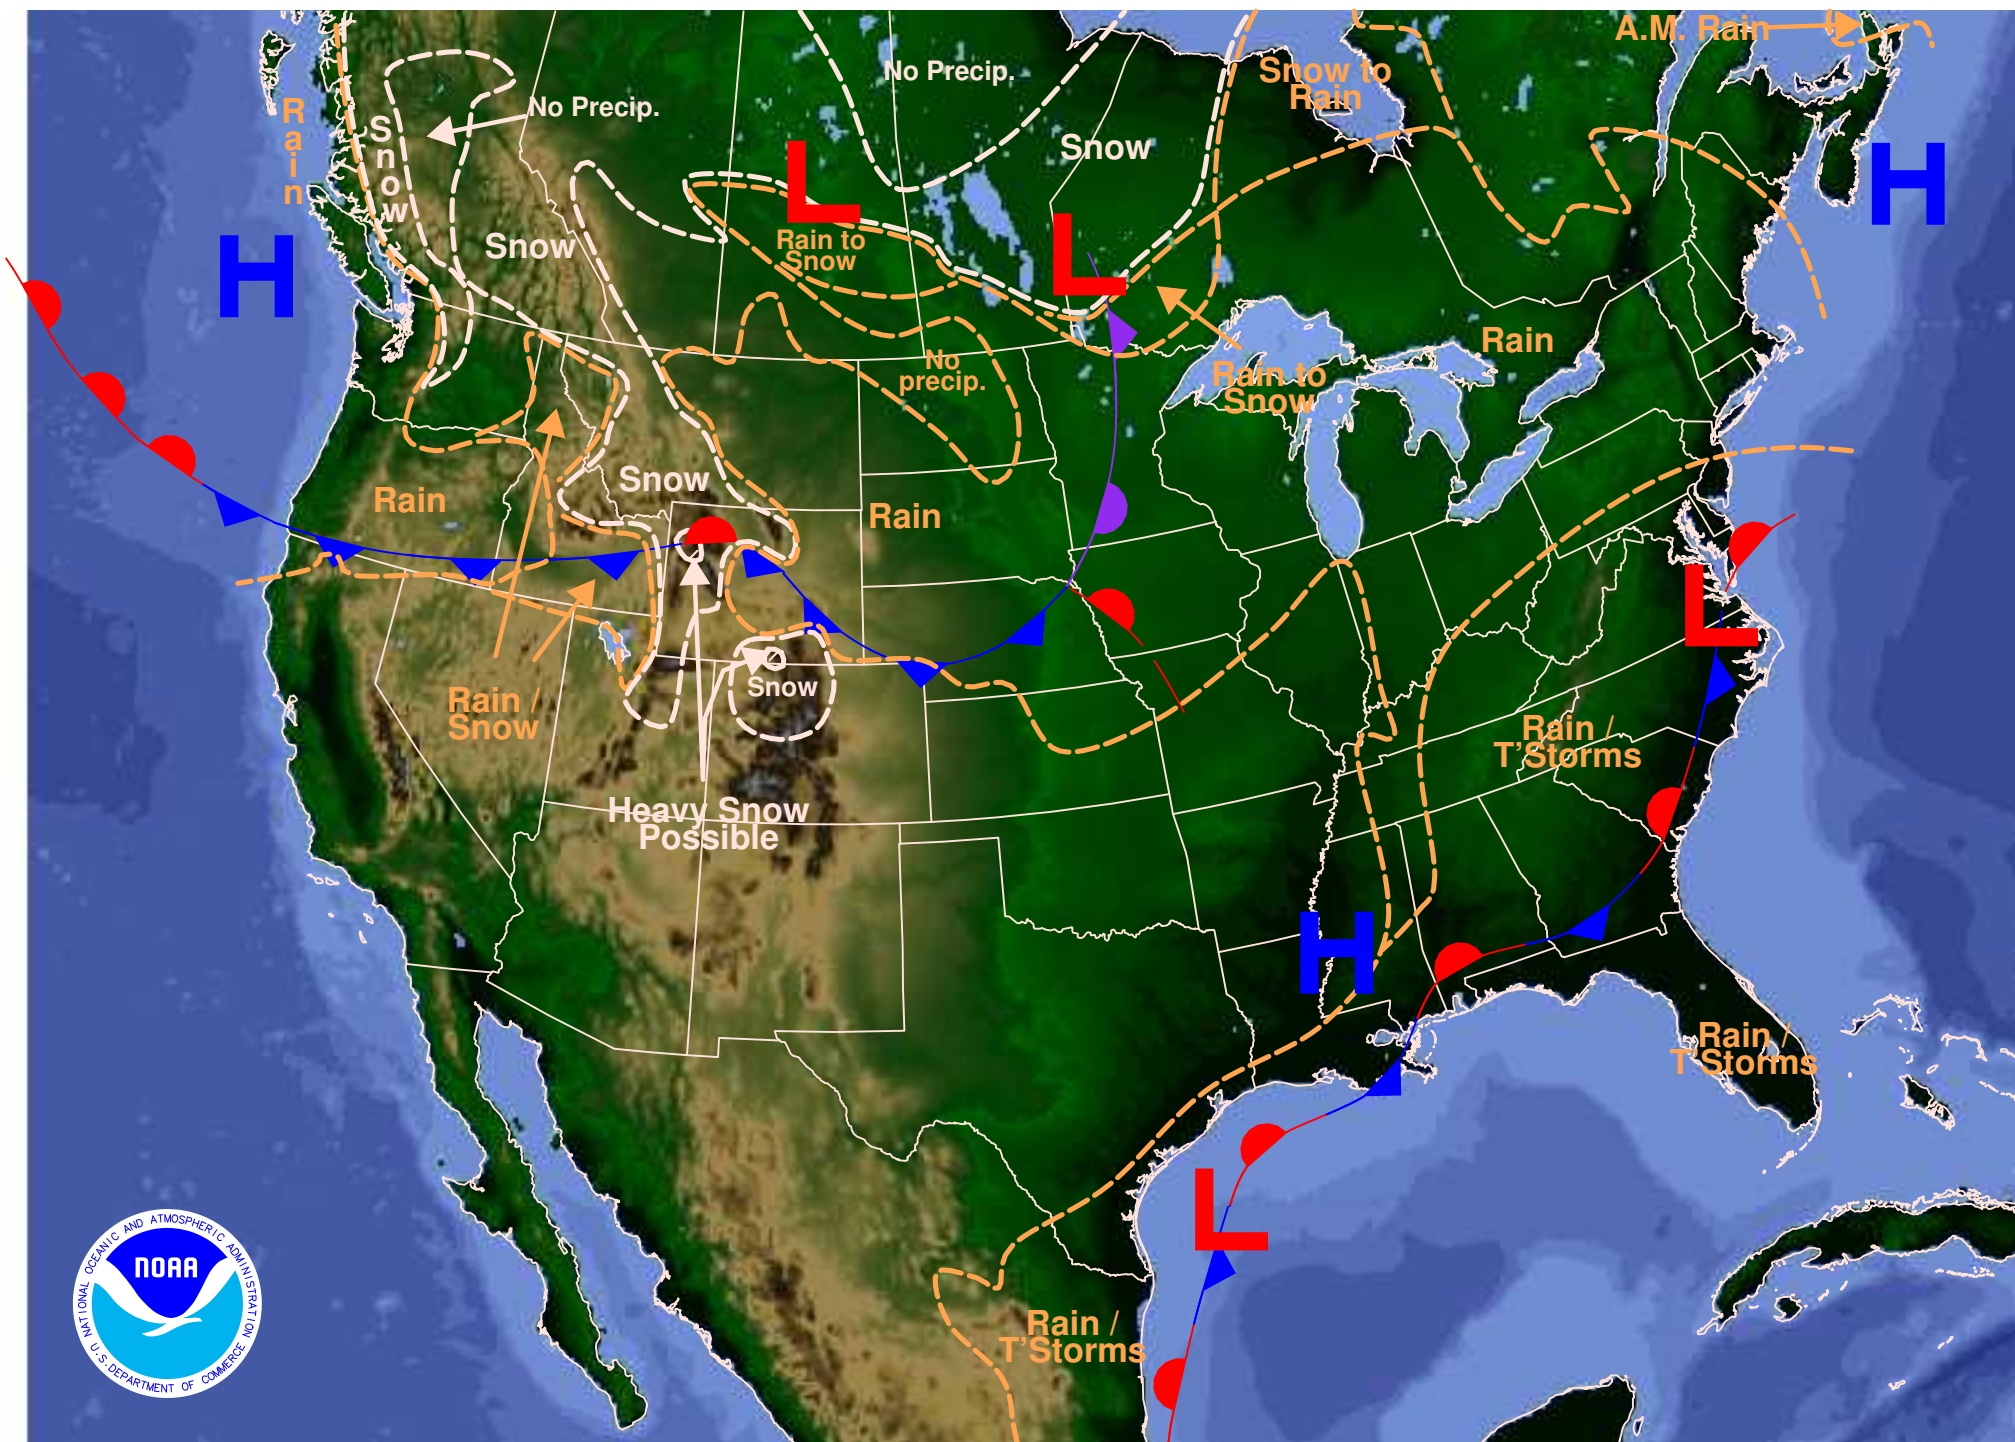 A.M. Rain
No Precip.
Snow to
Rain
No Precip.
Rain
Snow
Snow
H
L
H
Snow
Rain to
Snow
L
H
Rain
No
precip.
Rain to
Snow
Snow
Rain
Rain
L
Snow
Rain /
Snow
Rain /
T'Storms
Heavy Snow
Possible
H
Rain /
T'Storms
L
Rain /
T'Storms
NATIONAL OCEANIC AND ATMOSPHERIC ADMINISTRATION
NOAA
U.S. DEPARTMENT OF COMMERCE